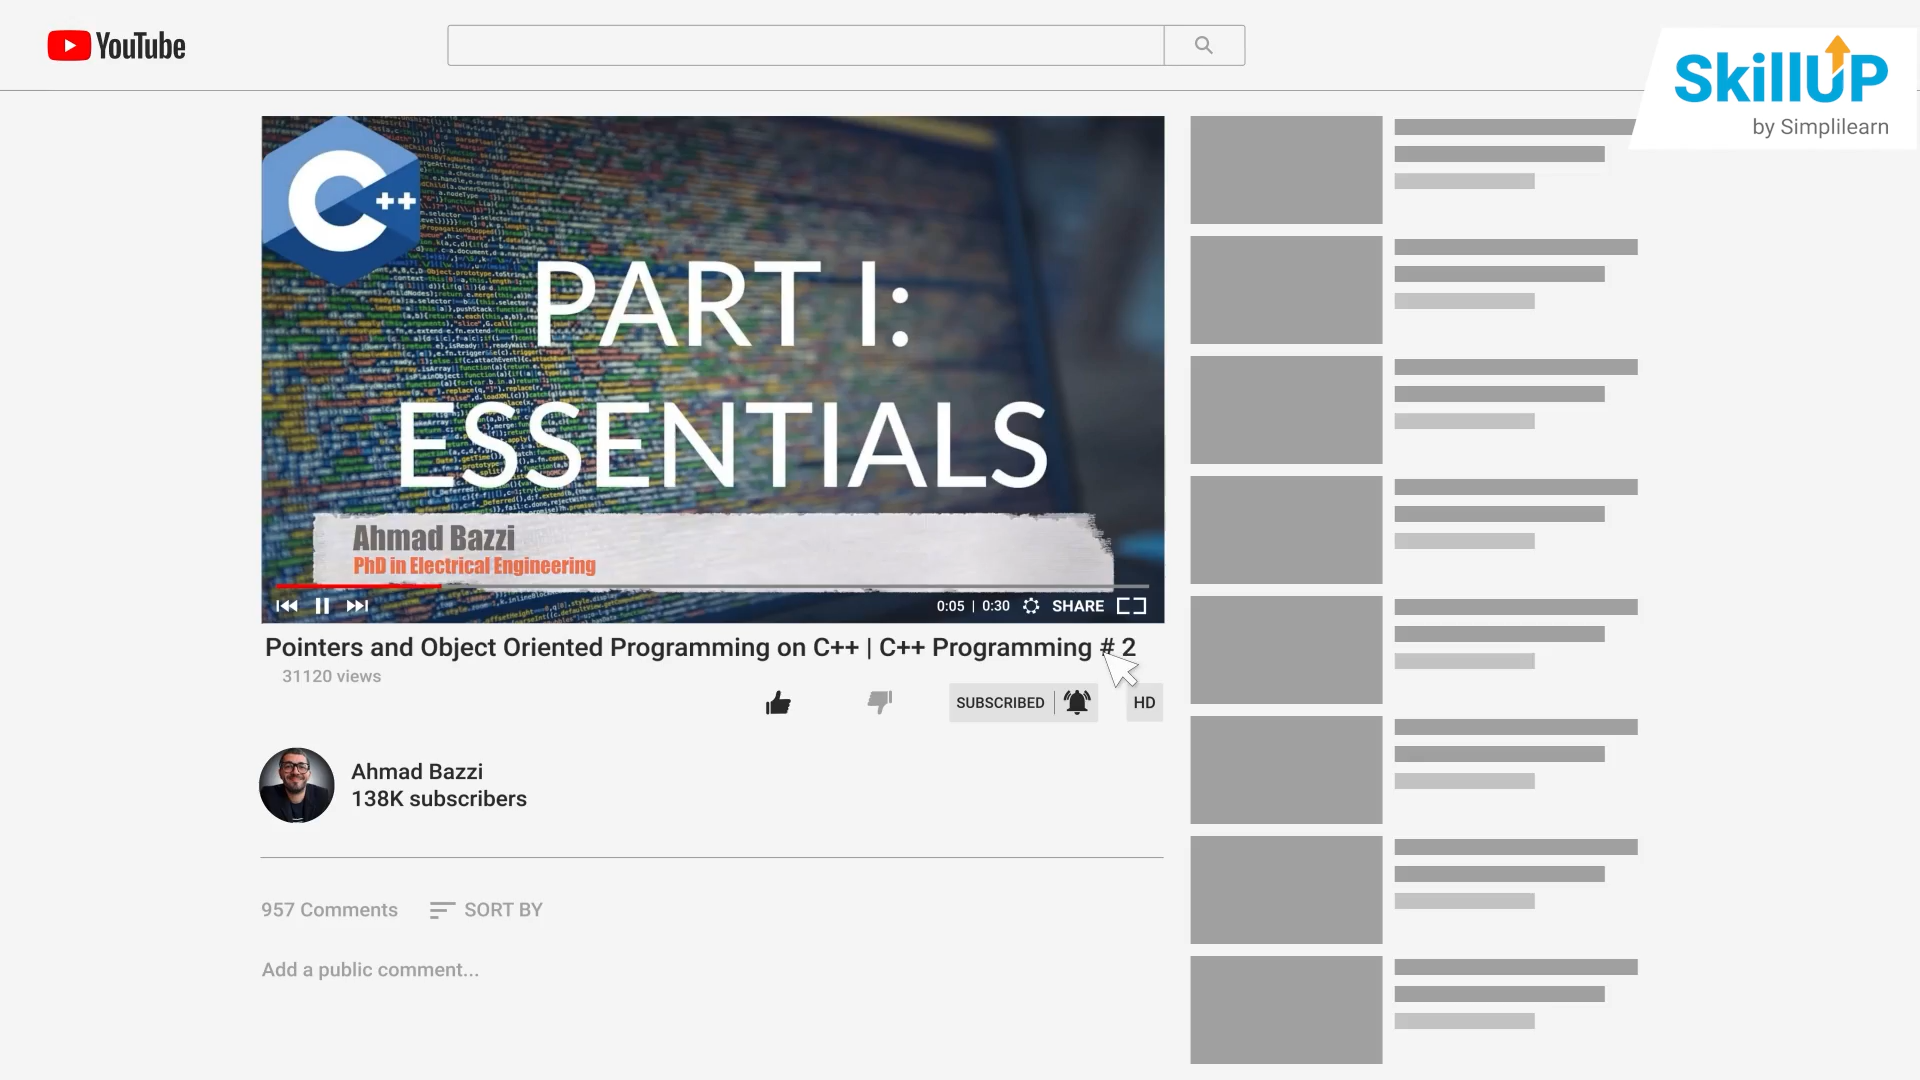 YouTube
SkillUP
by Simplilearn
C++
PART I:
ESSENTIALS
Ahmad Bazzi
PhD in Electrical Engineering
0:05 | 0:30 SHARE
Pointers and Object Oriented Programming on C++ | C++ Programming # 2
31120 views
SUBSCRIBED
HD
Ahmad Bazzi
138K subscribers
957 Comments
SORT BY
Add a public comment...